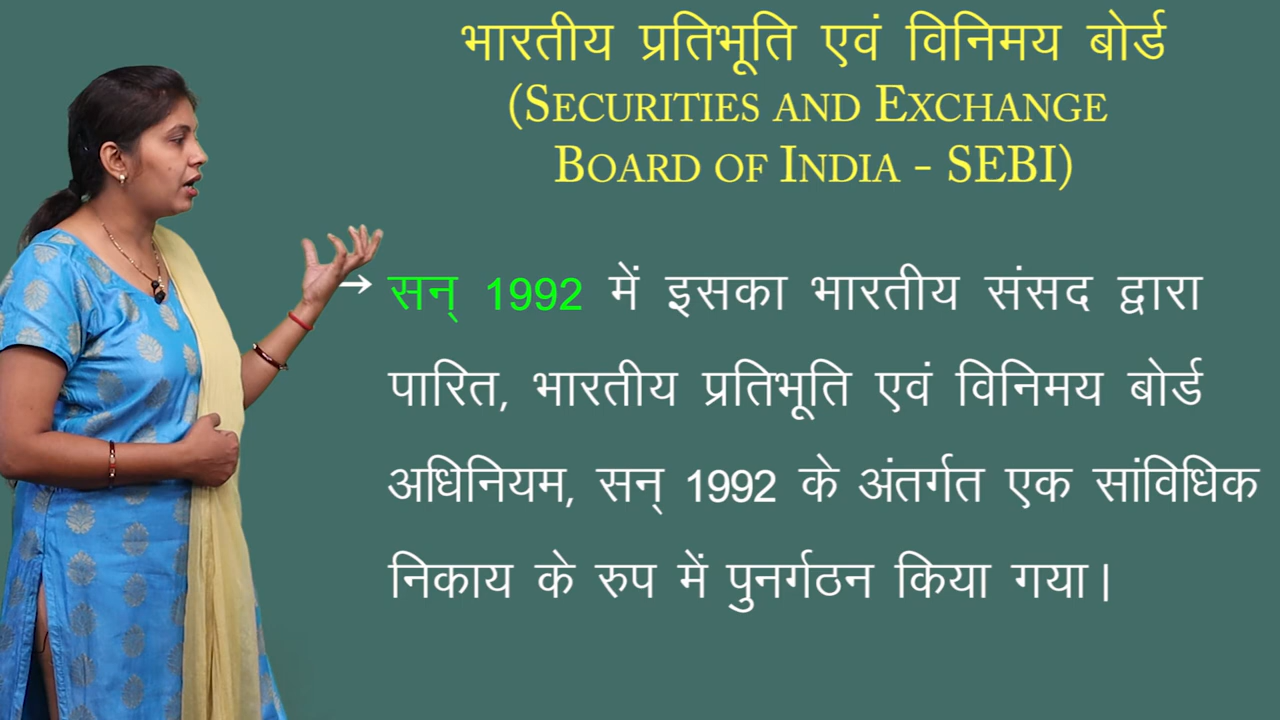 भारतीय प्रतिभूति एवं विनिमय बोर्ड
(SECURITIES AND EXCHANGE
BOARD OF INDIA - SEBI)
→ सन् 1992 में इसका भारतीय संसद द्वारा
पारित, भारतीय प्रतिभूति एवं विनिमय बोर्ड
अधिनियम, सन् 1992 के अंतर्गत एक सांविधिक
निकाय के रुप में पुनर्गठन किया गया।